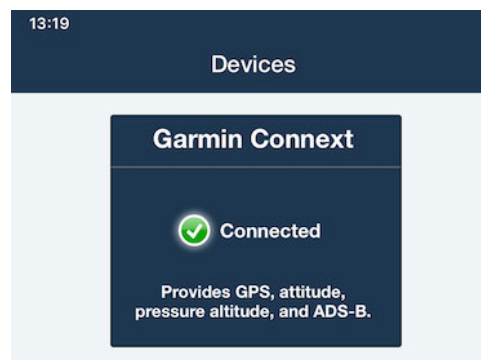 13:19
Devices
Garmin Connext
Connected
Provides GPS, attitude,
pressure altitude, and ADS-B.